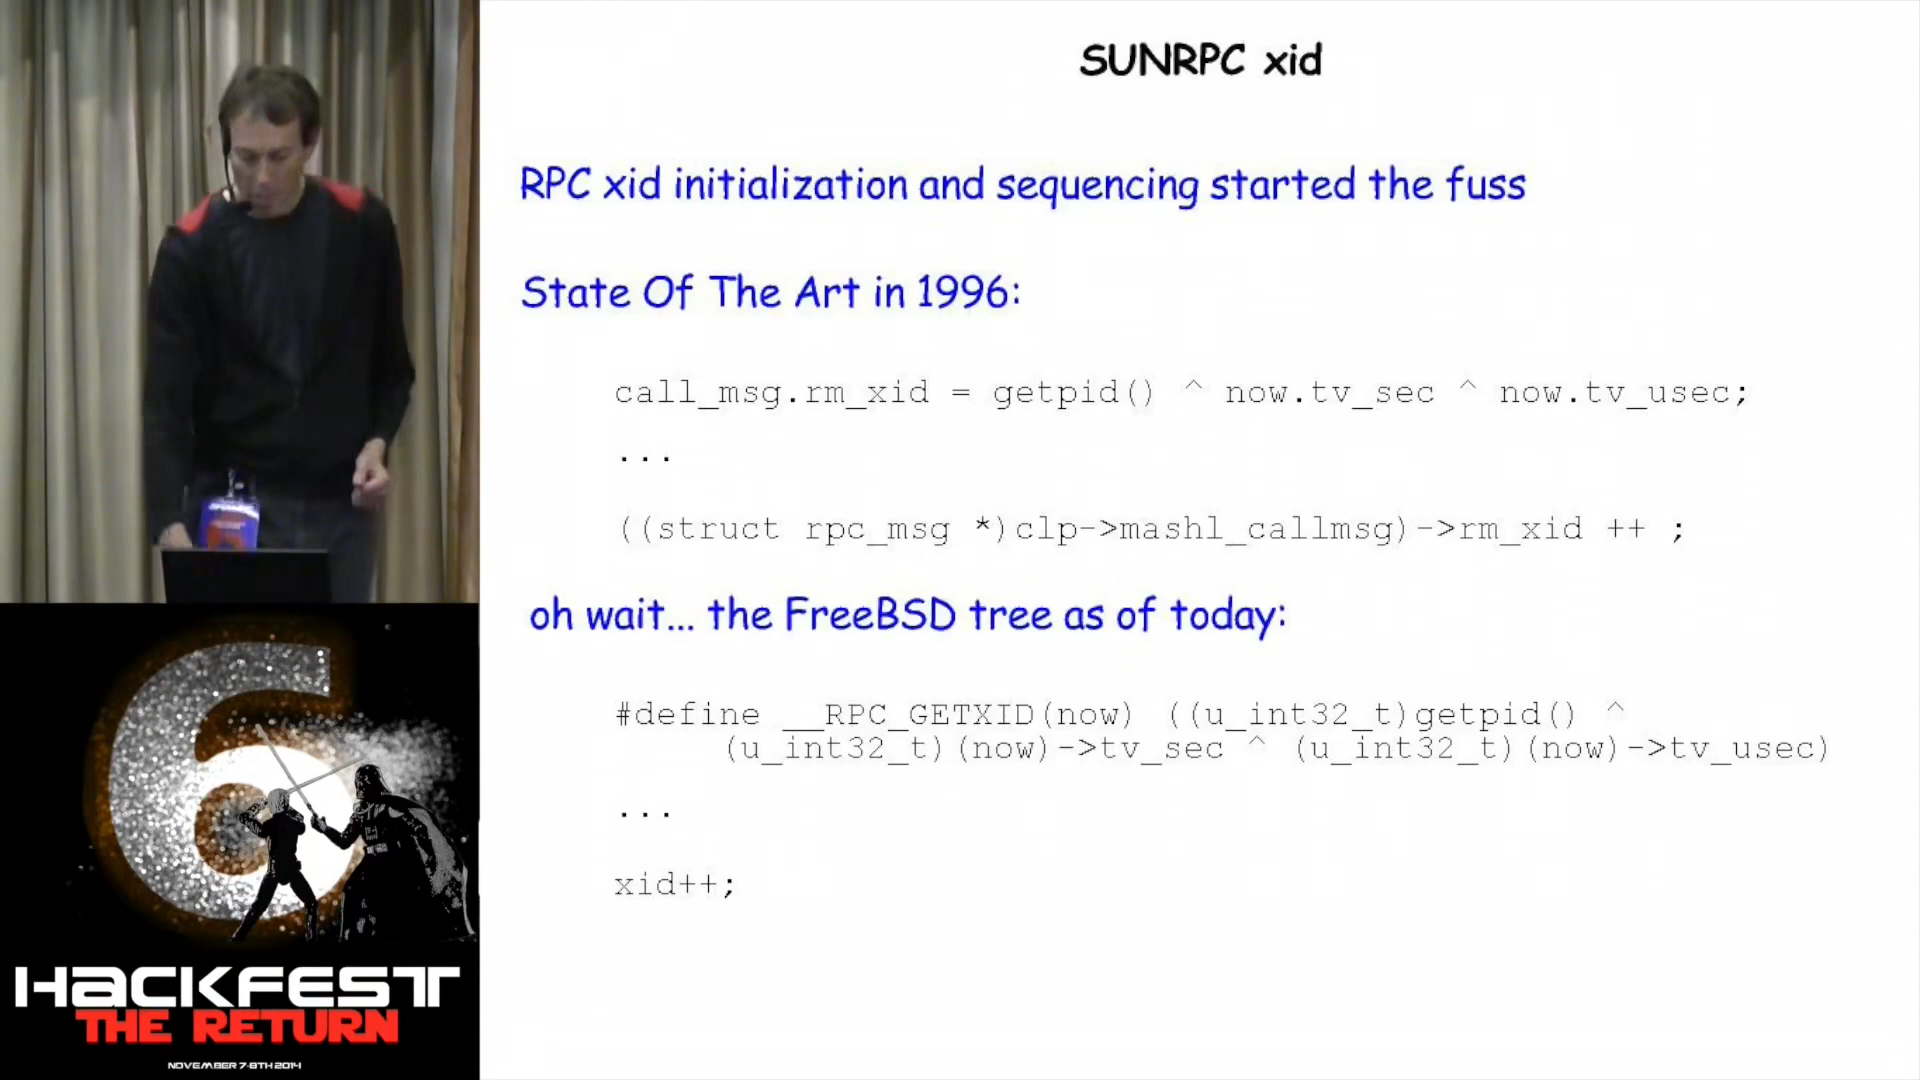 SUNRPC xid
RPC xid initialization and sequencing started the fuss
State Of The Art in 1996:
call_msg.rm_xid = getpid() ^ now.tv_sec ^ now.tv_usec;
...
((struct rpc_msg *)clp->mashl_callmsg)->rm_xid ++ ;
oh wait... the FreeBSD tree as of today:
#define __RPC_GETXID(now) ((u_int32_t)getpid() ^
(u_int32_t)(now)->tv_sec ^ (u_int32_t)(now)->tv_usec)
...
xid++;
6
HACKFEST
THE RETURN
NOVEMBER 7-8TH 2014